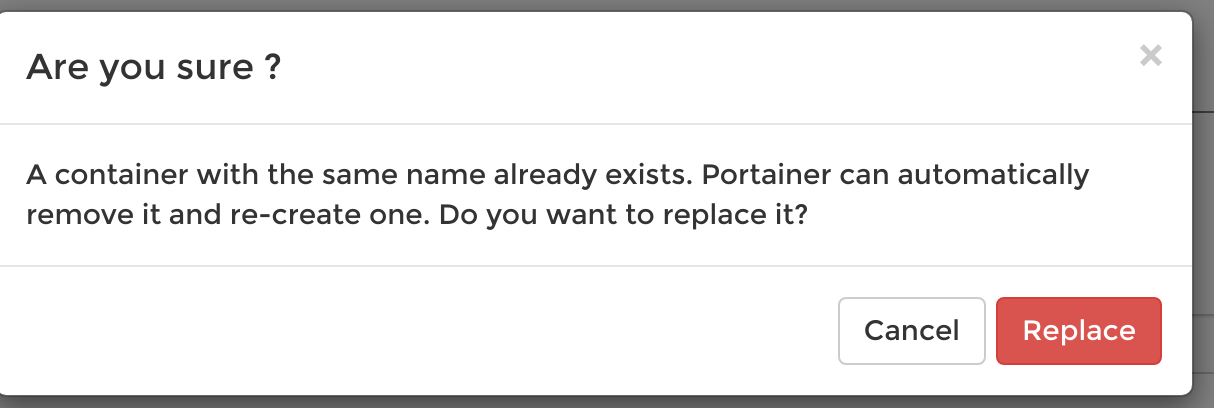 Are you sure ?
×
A container with the same name already exists. Portainer can automatically
remove it and re-create one. Do you want to replace it?
Cancel
Replace